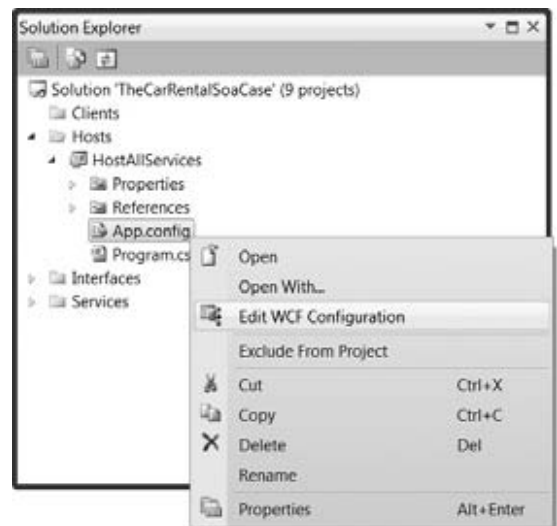 Solution Explorer
Solution 'TheCarRentalSoaCase' (9 projects)
Clients
Hosts
HostAllServices
Properties
References
App.config
Program.cs
Interfaces
Services
Open
Open With...
Edit WCF Configuration
Exclude From Project
Cut Ctrl+X
Copy Ctrl+C
Delete Del
Rename
Properties Alt+Enter